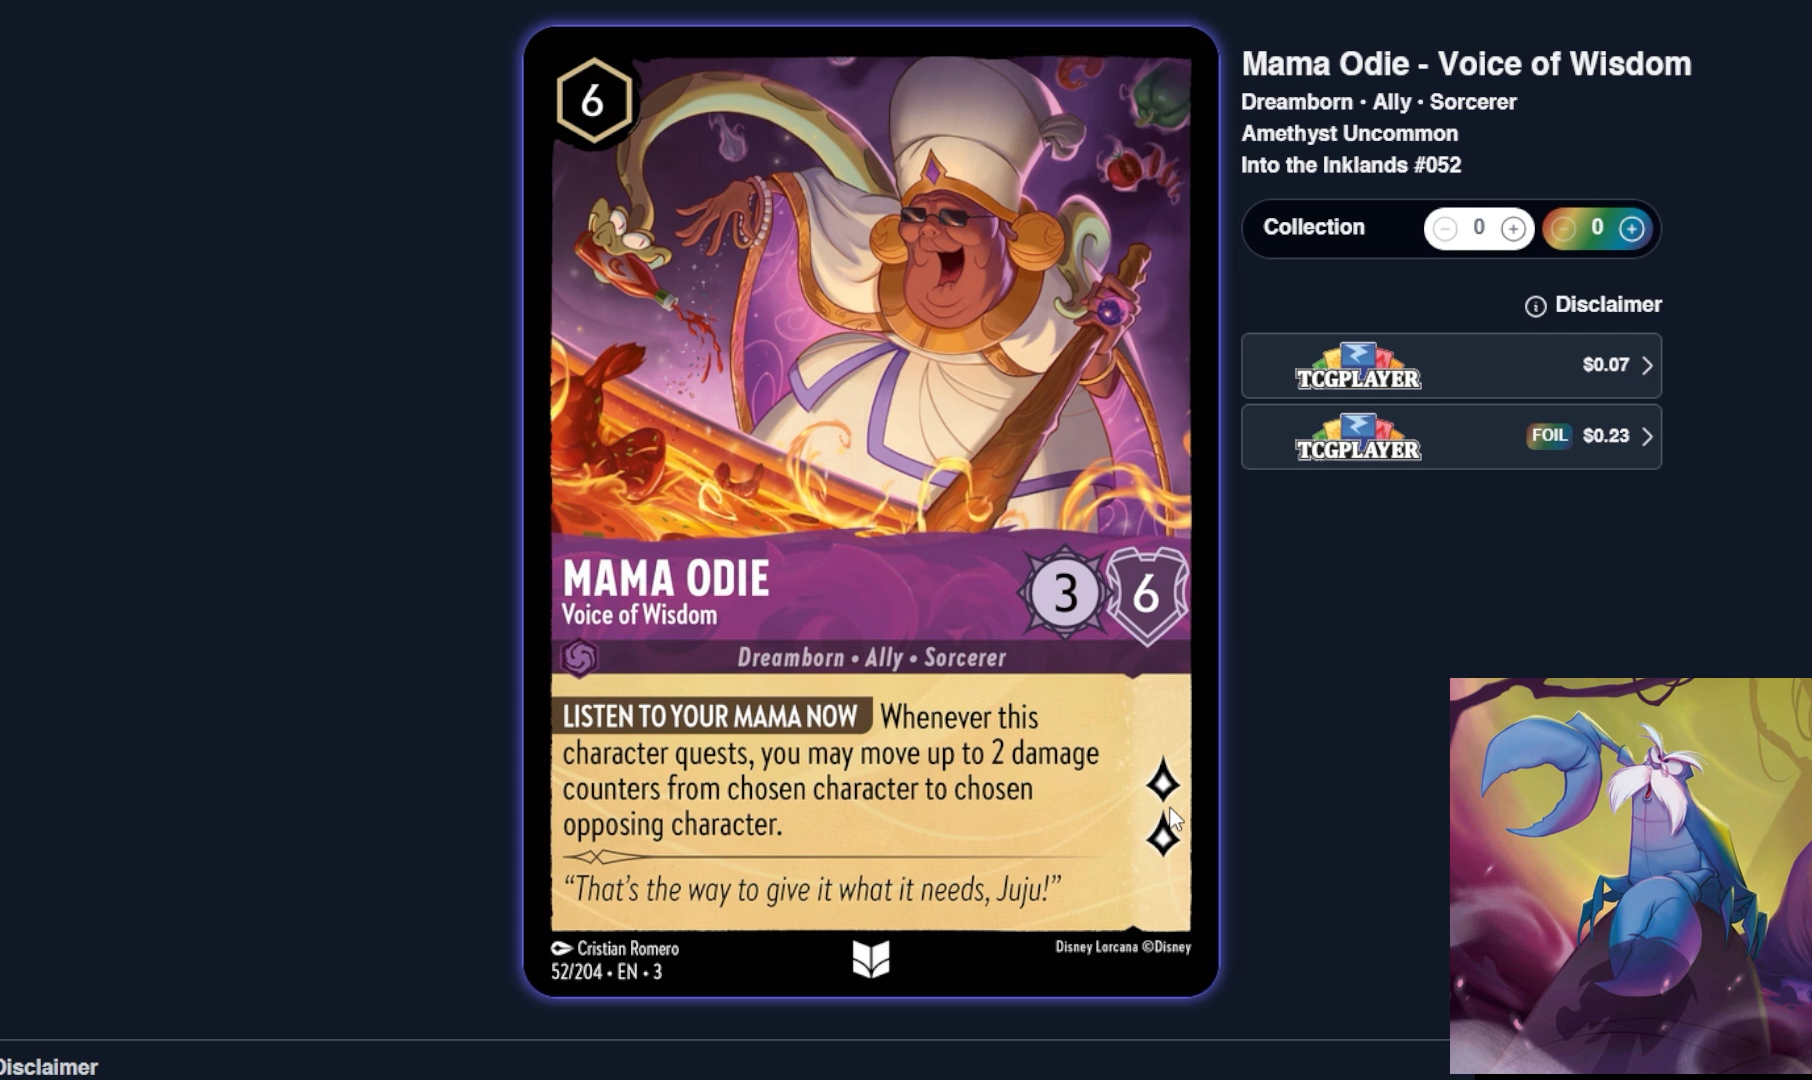 6
MAMA ODIE
Voice of Wisdom
3
6
Dreamborn • Ally • Sorcerer
LISTEN TO YOUR MAMA NOW Whenever this
character quests, you may move up to 2 damage
counters from chosen character to chosen
opposing character.
“That’s the way to give it what it needs, Juju!”
Cristian Romero
52/204 • EN • 3
Disney Lorcana ©Disney
Mama Odie - Voice of Wisdom
Dreamborn • Ally • Sorcerer
Amethyst Uncommon
Into the Inklands #052
Collection
0
0
Disclaimer
TCGPLAYER
$0.07
TCGPLAYER
FOIL $0.23
Disclaimer